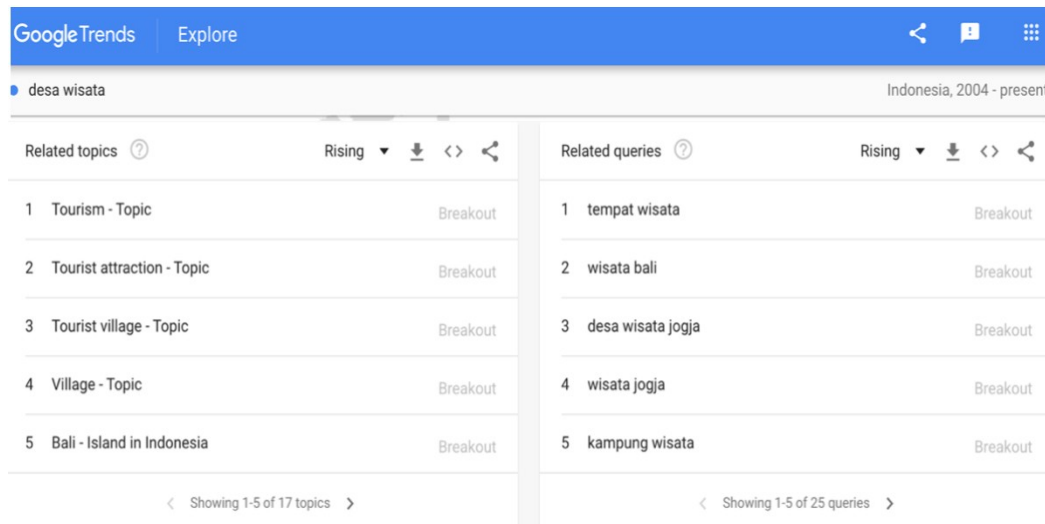 Google Trends Explore
desa wisata Indonesia, 2004 - present
Related topics Rising
1 Tourism - Topic Breakout
2 Tourist attraction - Topic Breakout
3 Tourist village - Topic Breakout
4 Village - Topic Breakout
5 Bali - Island in Indonesia Breakout
Showing 1-5 of 17 topics
Related queries Rising
1 tempat wisata Breakout
2 wisata bali Breakout
3 desa wisata jogja Breakout
4 wisata jogja Breakout
5 kampung wisata Breakout
Showing 1-5 of 25 queries